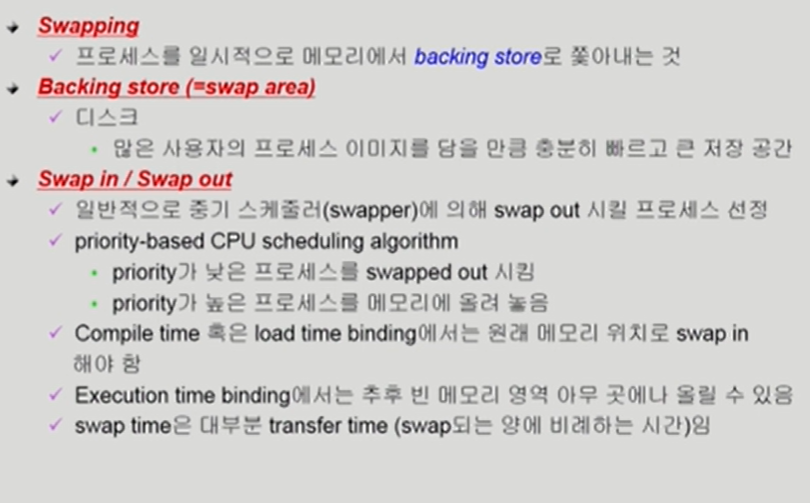 Swapping
프로세스를 일시적으로 메모리에서 backing store로 쫓아내는 것
Backing store (=swap area)
디스크
많은 사용자의 프로세스 이미지를 담을 만큼 충분히 빠르고 큰 저장 공간
Swap in / Swap out
일반적으로 중기 스케줄러(swapper)에 의해 swap out 시킬 프로세스 선정
priority-based CPU scheduling algorithm
priority가 낮은 프로세스를 swapped out 시킴
priority가 높은 프로세스를 메모리에 올려 놓음
Compile time 혹은 load time binding에서는 원래 메모리 위치로 swap in
해야 함
Execution time binding에서는 추후 빈 메모리 영역 아무 곳에나 올릴 수 있음
swap time은 대부분 transfer time (swap되는 양에 비례하는 시간)임